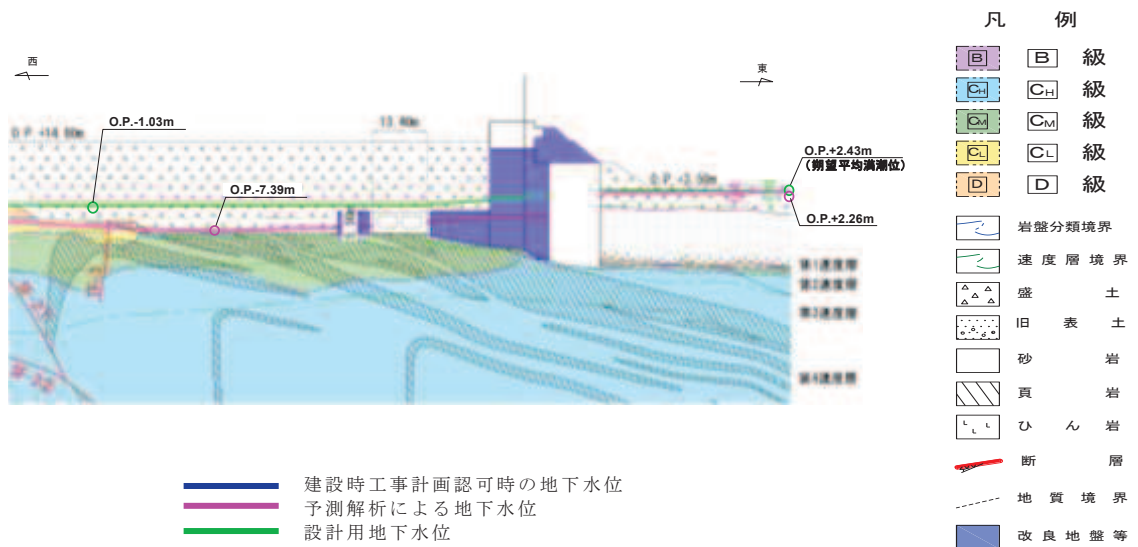 西
東
O.P.-1.03m
O.P. +14.80m
13.40m
O.P.-7.39m
O.P.+2.43m
(朔望平均満潮位)
O.P.+2.26m
第1速度層
第2速度層
第3速度層
第4速度層
建設時工事計画認可時の地下水位
予測解析による地下水位
設計用地下水位
凡 例
B B 級
CH CH 級
CM CM 級
CL CL 級
D D 級
岩盤分類境界
速度層境界
盛土
旧表土
砂岩
頁岩
ひん岩
断層
地質境界
改良地盤等